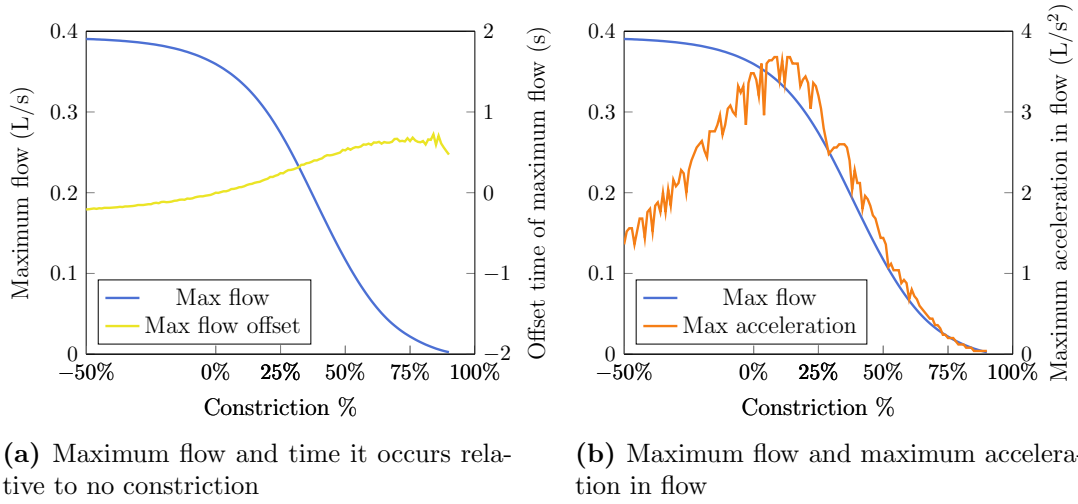 0.4
0.3
0.2
0.1
0
Maximum flow (L/s)
2
1
0
−1
−2
Offset time of maximum flow (s)
Max flow
Max flow offset
−50%
0%
25%
50%
75%
100%
Constriction %
(a) Maximum flow and time it occurs rela-
tive to no constriction
0.4
0.3
0.2
0.1
0
4
3
2
1
0
Maximum acceleration in flow (L/s²)
Max flow
Max acceleration
−50%
0%
25%
50%
75%
100%
Constriction %
(b) Maximum flow and maximum accelera-
tion in flow